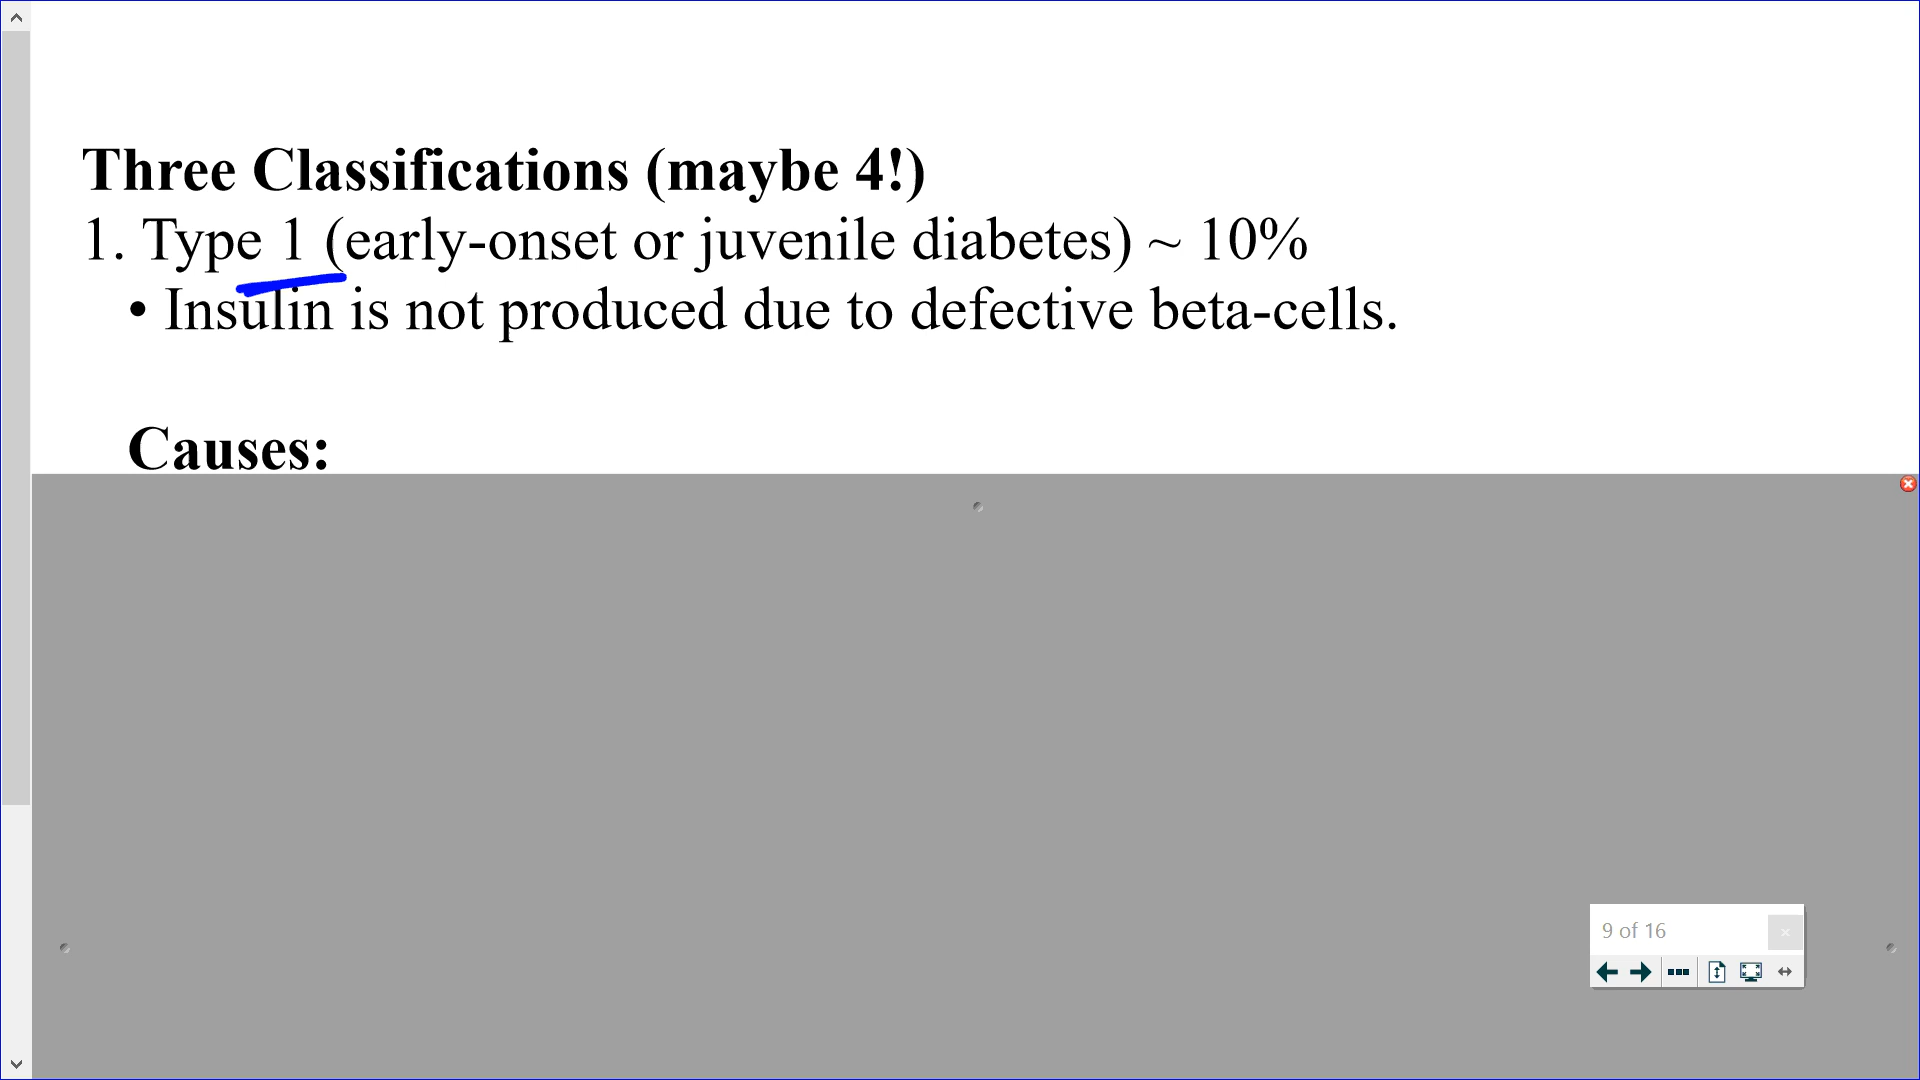 Three Classifications (maybe 4!)
1. Type 1 (early-onset or juvenile diabetes) ~ 10%
• Insulin is not produced due to defective beta-cells.
Causes:
9 of 16